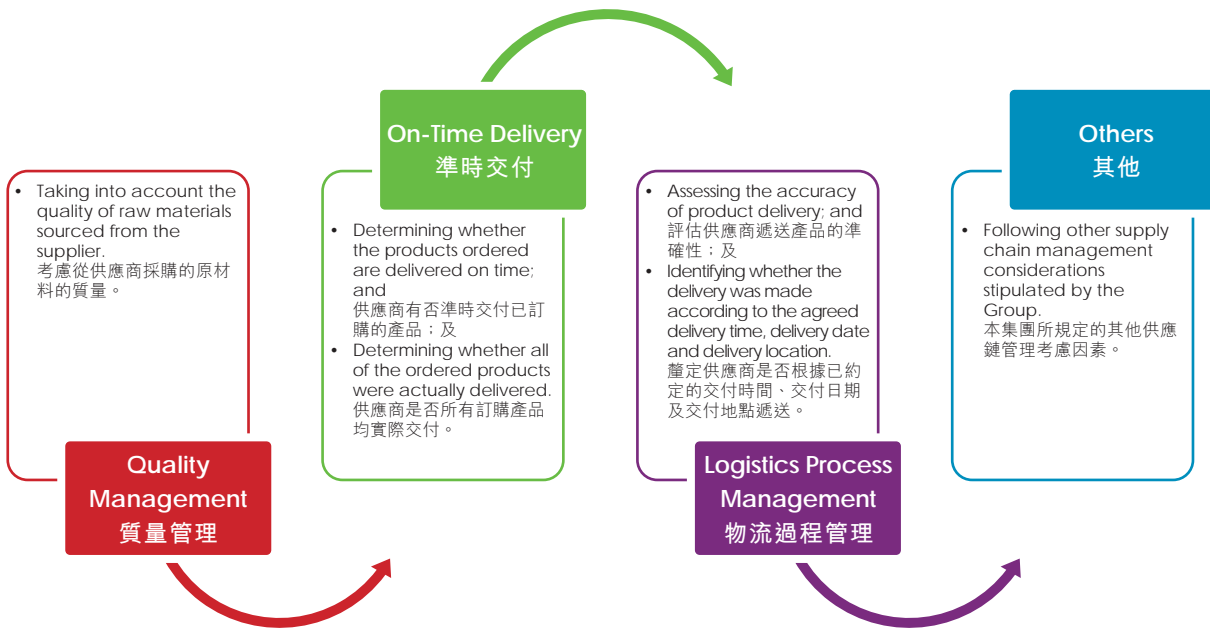 • Taking into account the
quality of raw materials
sourced from the
supplier.
考慮從供應商採購的原材
料的質量。
Quality
Management
質量管理
On-Time Delivery
準時交付
• Determining whether
the products ordered
are delivered on time;
and
供應商有否準時交付已訂
購的產品；及
• Determining whether all
of the ordered products
were actually delivered.
供應商是否所有訂購產品
均實際交付。
• Assessing the accuracy
of product delivery; and
評估供應商遞送產品的準
確性；及
• Identifying whether the
delivery was made
according to the agreed
delivery time, delivery date
and delivery location.
釐定供應商是否根據已約
定的交付時間、交付日期
及交付地點遞送。
Logistics Process
Management
物流過程管理
Others
其他
• Following other supply
chain management
considerations
stipulated by the
Group.
本集團所規定的其他供應
鏈管理考慮因素。